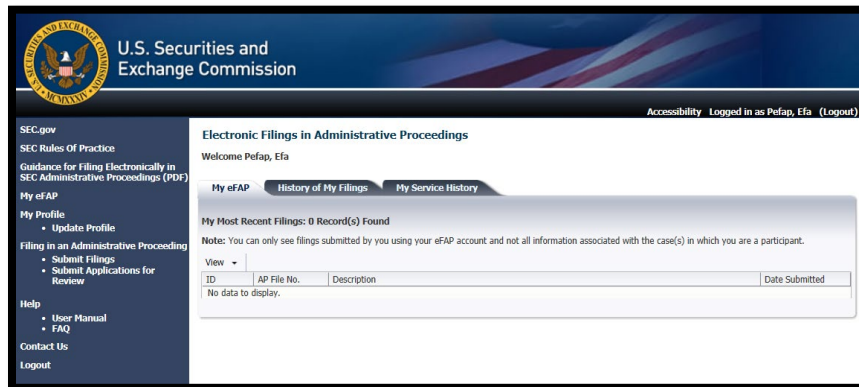 SECURITIES AND EXCHANGE COMMISSION
U.S.
MCMXXXIV
U.S. Securities and
Exchange Commission
Accessibility Logged in as Pefap, Efa (Logout)
SEC.gov
SEC Rules Of Practice
Guidance for Filing Electronically in
SEC Administrative Proceedings (PDF)
My eFAP
My Profile
• Update Profile
Filing in an Administrative Proceeding
• Submit Filings
• Submit Applications for
Review
Help
• User Manual
• FAQ
Contact Us
Logout
Electronic Filings in Administrative Proceedings
Welcome Pefap, Efa
My eFAP History of My Filings My Service History
My Most Recent Filings: 0 Record(s) Found
Note: You can only see filings submitted by you using your eFAP account and not all information associated with the case(s) in which you are a participant.
View
ID AP File No. Description Date Submitted
No data to display.